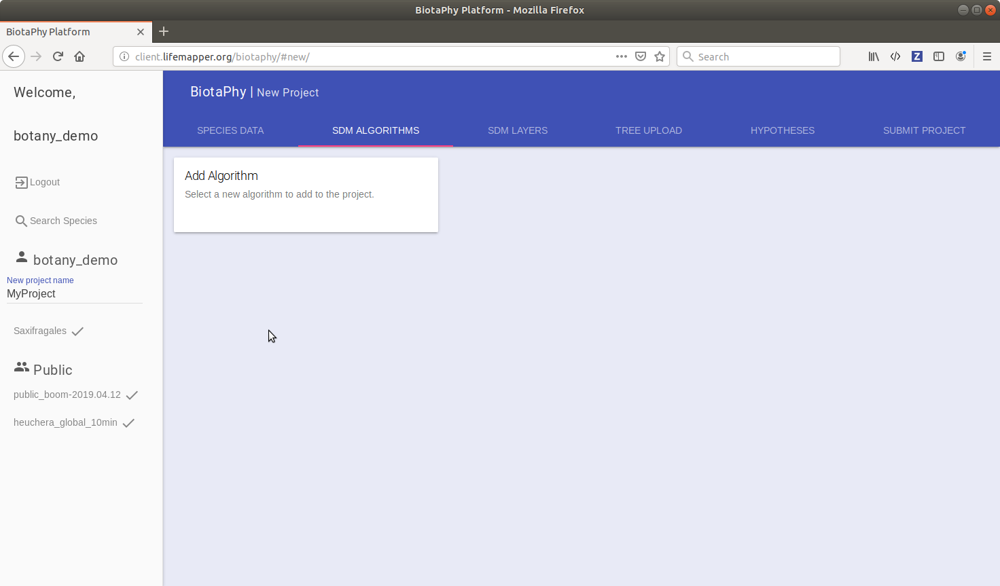 BiotaPhy Platform - Mozilla Firefox
BiotaPhy Platform
client.lifemapper.org/biotaphy/#new/
Search
Z
Welcome,
botany_demo
Logout
Search Species
botany_demo
New project name
MyProject
Saxifragales
Public
public_boom-2019.04.12
heuchera_global_10min
BiotaPhy | New Project
SPECIES DATA SDM ALGORITHMS SDM LAYERS TREE UPLOAD HYPOTHESES SUBMIT PROJECT
Add Algorithm
Select a new algorithm to add to the project.